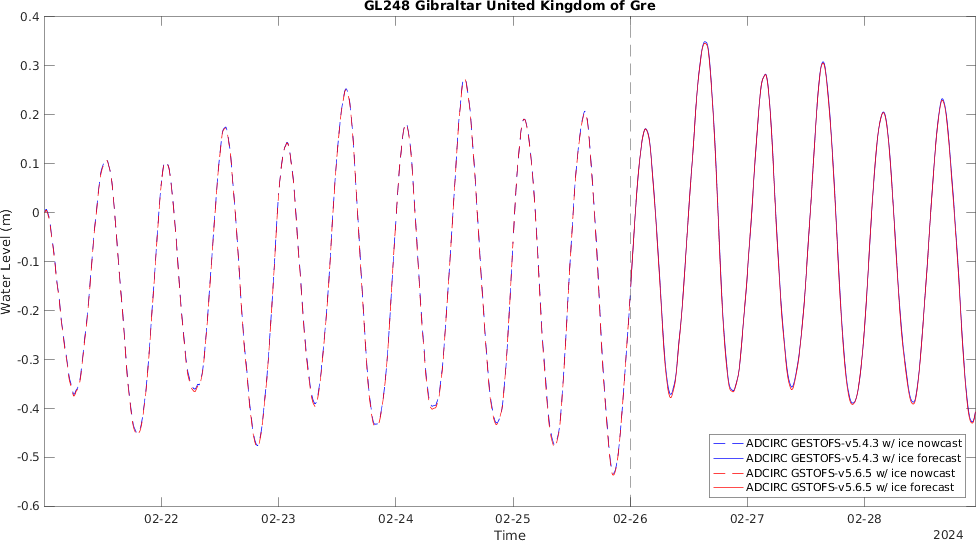 GL248 Gibraltar United Kingdom of Gre
0.4
0.3
0.2
0.1
0
-0.1
-0.2
-0.3
-0.4
-0.5
-0.6
Water Level (m)
ADCIRC GESTOFS-v5.4.3 w/ ice nowcast
ADCIRC GESTOFS-v5.4.3 w/ ice forecast
ADCIRC GSTOFS-v5.6.5 w/ ice nowcast
ADCIRC GSTOFS-v5.6.5 w/ ice forecast
02-22 02-23 02-24 02-25 02-26 02-27 02-28
Time
2024